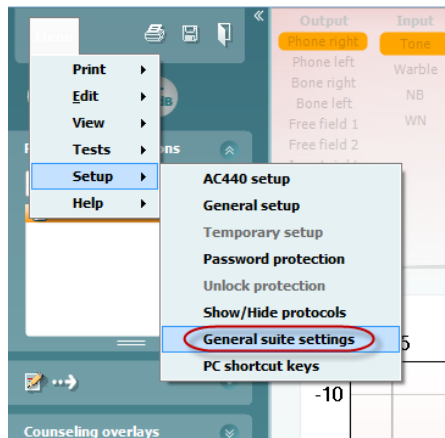 Output Input
Phone right Tone
Phone left Warble
Bone right NB
Bone left WN
Free field 1
Free field 2
Print
Edit
View
Tests
Setup
Help
dB
ns
AC440 setup
General setup
Temporary setup
Password protection
Unlock protection
Show/Hide protocols
General suite settings
PC shortcut keys
5
-10
Counseling overlays